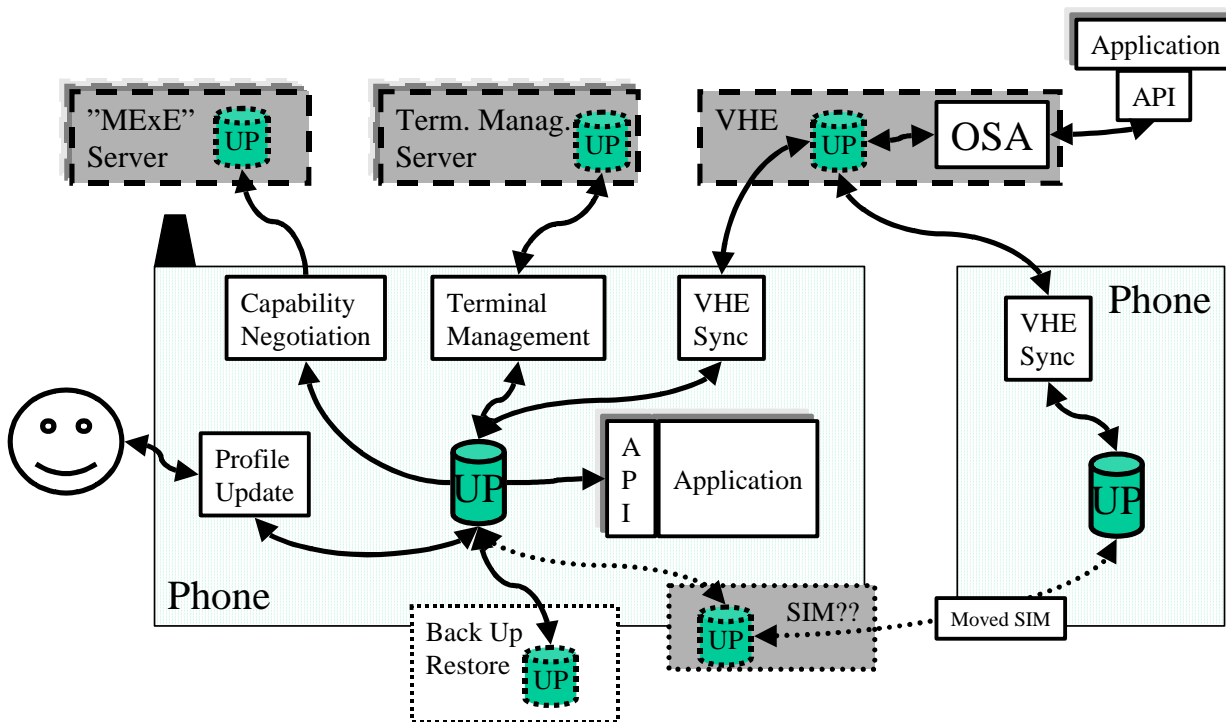 Application
API
"MExE"
Server
UP
Term. Manag.
Server
UP
VHE
UP
OSA
Capability
Negotiation
Terminal
Management
VHE
Sync
Phone
VHE
Sync
Profile
Update
UP
A
P
I
Application
UP
Phone
Back Up
Restore
UP
SIM??
UP
Moved SIM